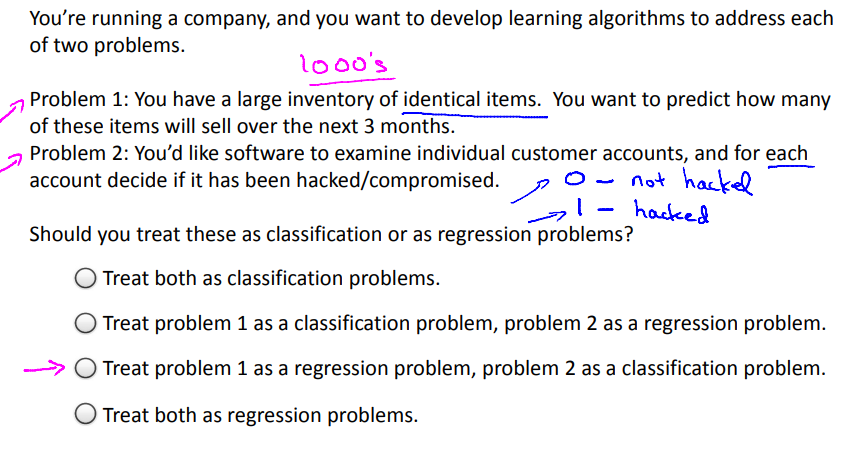 You're running a company, and you want to develop learning algorithms to address each
of two problems.
1000's
Problem 1: You have a large inventory of identical items. You want to predict how many
of these items will sell over the next 3 months.
Problem 2: You'd like software to examine individual customer accounts, and for each
account decide if it has been hacked/compromised.
0 - not hacked
1 - hacked
Should you treat these as classification or as regression problems?
Treat both as classification problems.
Treat problem 1 as a classification problem, problem 2 as a regression problem.
Treat problem 1 as a regression problem, problem 2 as a classification problem.
Treat both as regression problems.